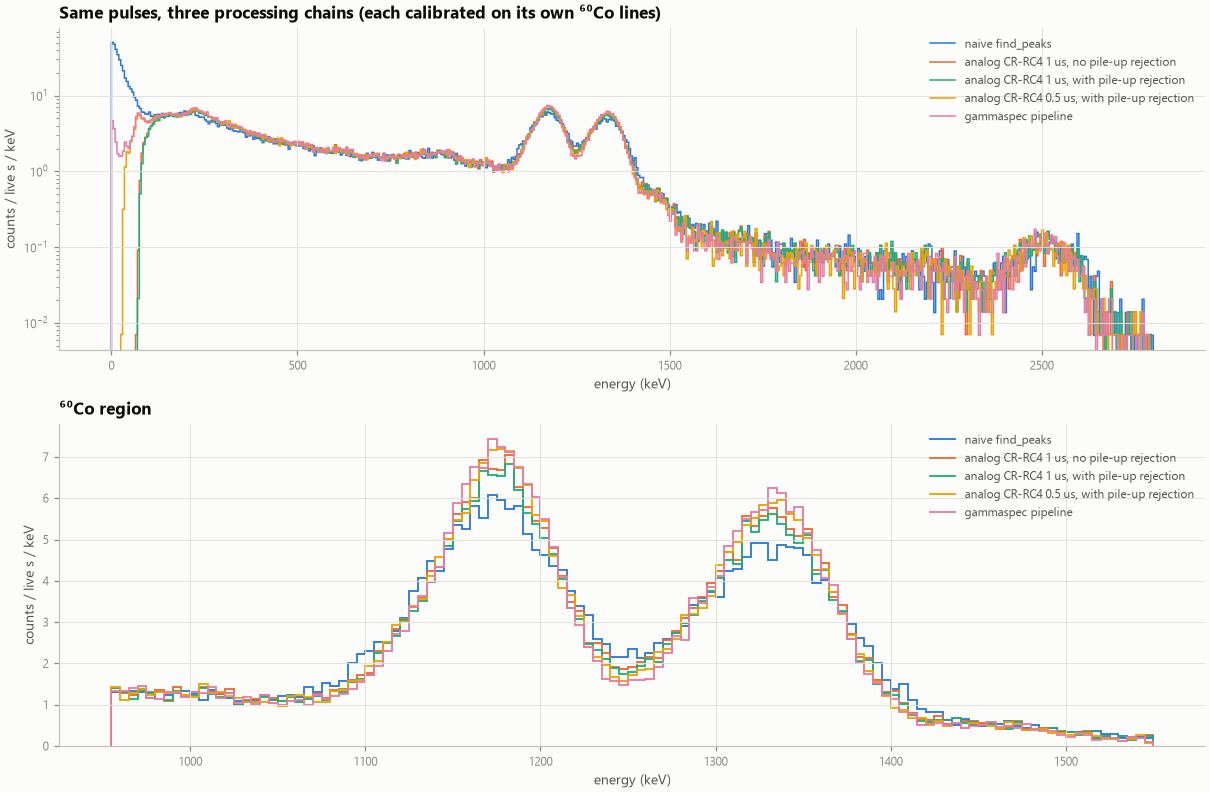 Same pulses, three processing chains (each calibrated on its own ⁶⁰Co lines)
counts / live s / keV
10¹
10⁰
10⁻¹
10⁻²
naive find_peaks
analog CR-RC4 1 us, no pile-up rejection
analog CR-RC4 1 us, with pile-up rejection
analog CR-RC4 0.5 us, with pile-up rejection
gammaspec pipeline
0 500 1000 1500 2000 2500
energy (keV)
⁶⁰Co region
counts / live s / keV
7
6
5
4
3
2
1
0
naive find_peaks
analog CR-RC4 1 us, no pile-up rejection
analog CR-RC4 1 us, with pile-up rejection
analog CR-RC4 0.5 us, with pile-up rejection
gammaspec pipeline
1000 1100 1200 1300 1400 1500
energy (keV)